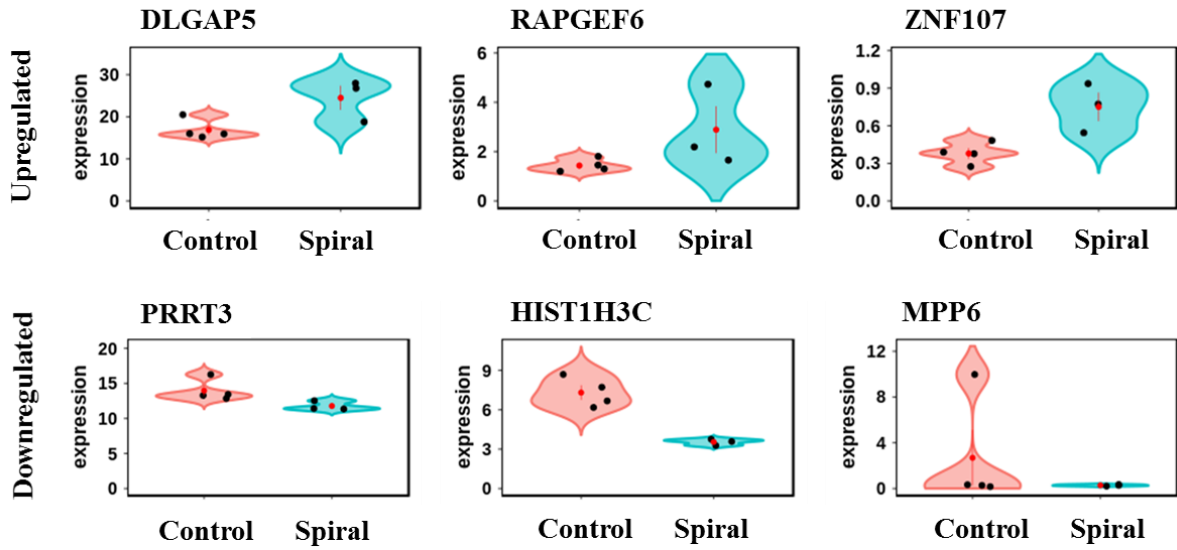 DLGAP5 RAPGEF6 ZNF107
Upregulated
expression
30
20
10
0
Control Spiral
expression
6
4
2
0
Control Spiral
expression
1.2
0.9
0.6
0.3
0.0
Control Spiral
PRRT3 HIST1H3C MPP6
Downregulated
expression
20
15
10
5
0
Control Spiral
expression
9
6
3
0
Control Spiral
expression
12
8
4
0
Control Spiral